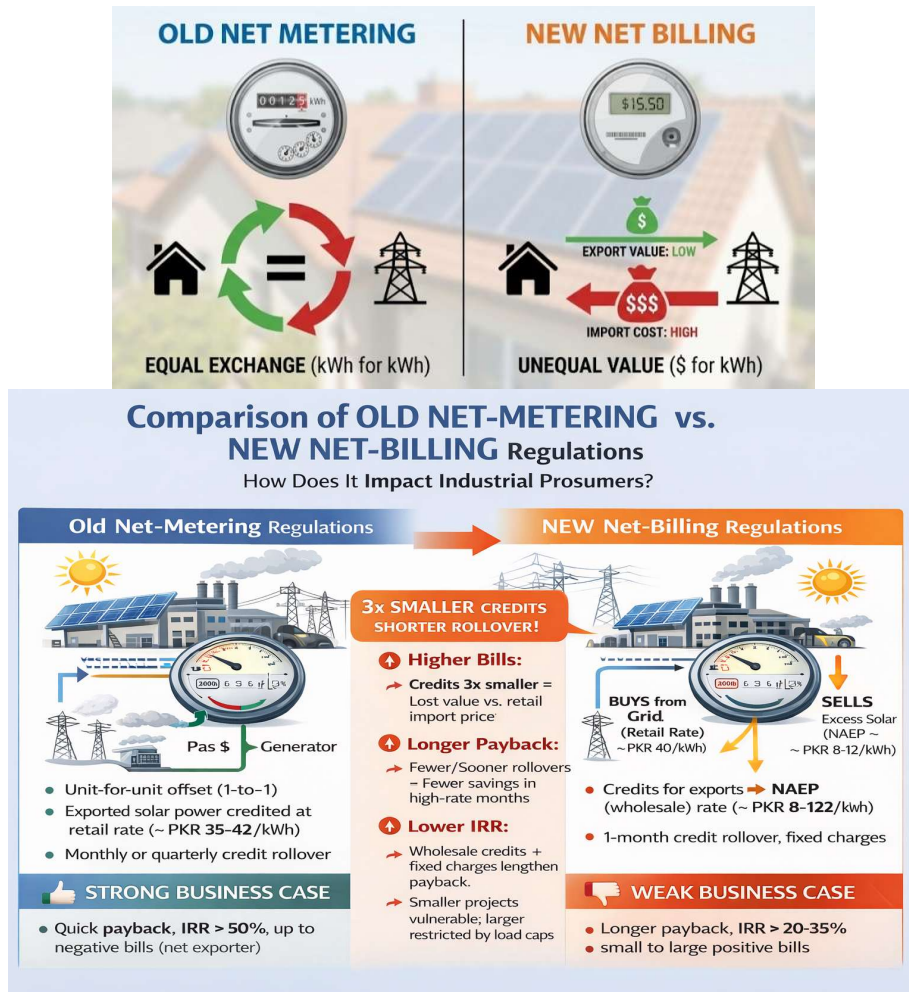 OLD NET METERING
00125 kWh
EQUAL EXCHANGE (kWh for kWh)
NEW NET BILLING
$15.50
$
EXPORT VALUE: LOW
$$$
IMPORT COST: HIGH
UNEQUAL VALUE ($ for kWh)
Comparison of OLD NET-METERING vs.
NEW NET-BILLING Regulations
How Does It Impact Industrial Prosumers?
Old Net-Metering Regulations
Pas $
Generator
• Unit-for-unit offset (1-to-1)
• Exported solar power credited at
retail rate (~ PKR 35-42/kWh)
• Monthly or quarterly credit rollover
STRONG BUSINESS CASE
• Quick payback, IRR > 50%, up to
negative bills (net exporter)
3x SMALLER CREDITS
SHORTER ROLLOVER!
Higher Bills:
Credits 3x smaller =
Lost value vs. retail
import price
Longer Payback:
Fewer/Sooner rollovers
– Fewer savings in
high-rate months
Lower IRR:
Wholesale credits +
fixed charges lengthen
payback.
Smaller projects
vulnerable; larger
restricted by load caps
NEW Net-Billing Regulations
BUYS from
Grid.
(Retail Rate)
~PKR 40/kWh)
SELLS
Excess Solar
(NAEP ~
~ PKR 8-12/kWh)
• Credits for exports NAEP
(wholesale) rate (~ PKR 8-122/kWh)
• 1-month credit rollover, fixed charges
WEAK BUSINESS CASE
• Longer payback, IRR > 20-35%
• small to large positive bills